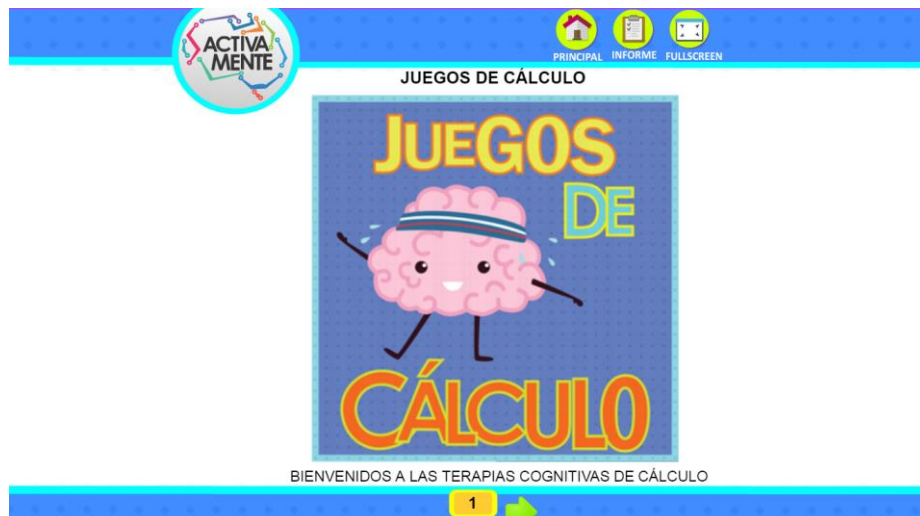 ACTIVA
MENTE
PRINCIPAL INFORME FULLSCREEN
JUEGOS DE CÁLCULO
JUEGOS
DE
CÁLCULO
BIENVENIDOS A LAS TERAPIAS COGNITIVAS DE CÁLCULO
1